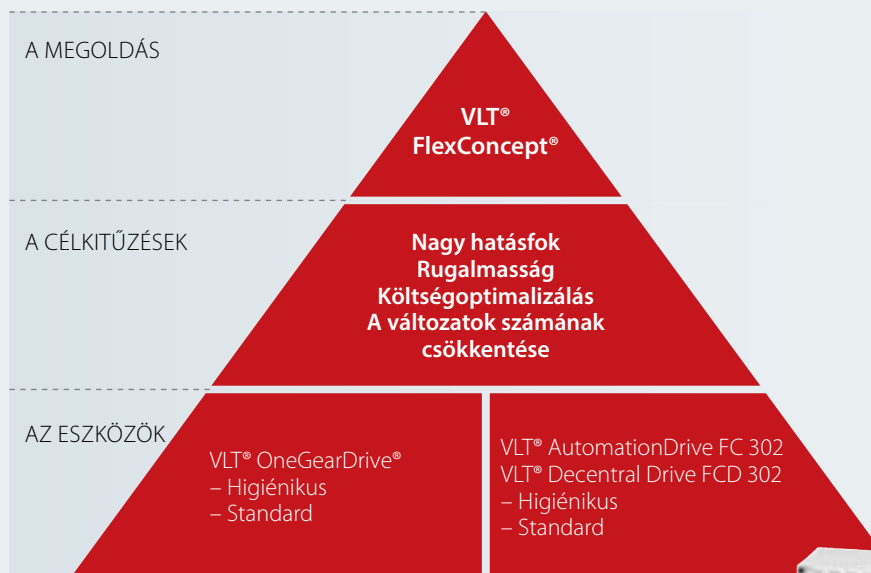 A MEGOLDÁS
VLT®
FlexConcept®
A CÉLKITŰZÉSEK
Nagy hatásfok
Rugalmasság
Költségoptimalizálás
A változatok számának
csökkentése
AZ ESZKÖZÖK
VLT® OneGearDrive®
– Higiénikus
– Standard
VLT® AutomationDrive FC 302
VLT® Decentral Drive FCD 302
– Higiénikus
– Standard